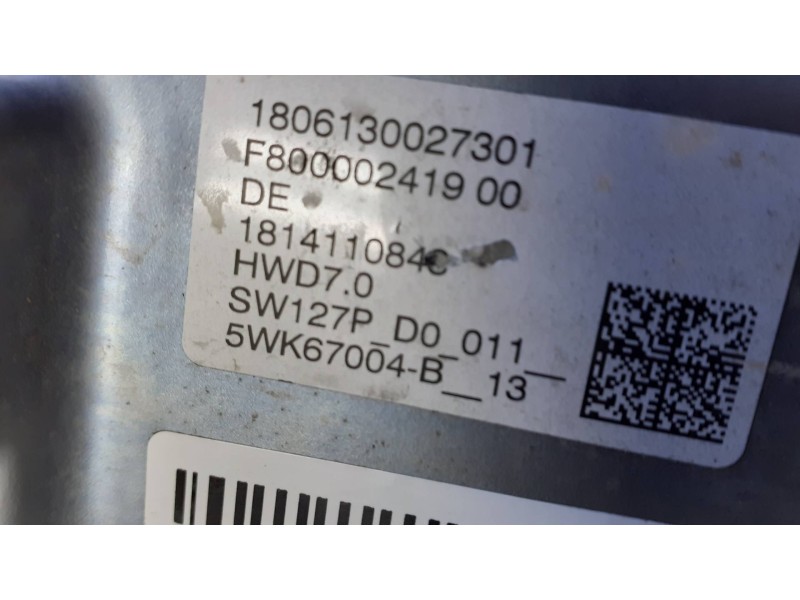 1806130027301
F800002419 00
DE
181411084C
HWD7.0
SW127P_D0_011__
5WK67004-B__13